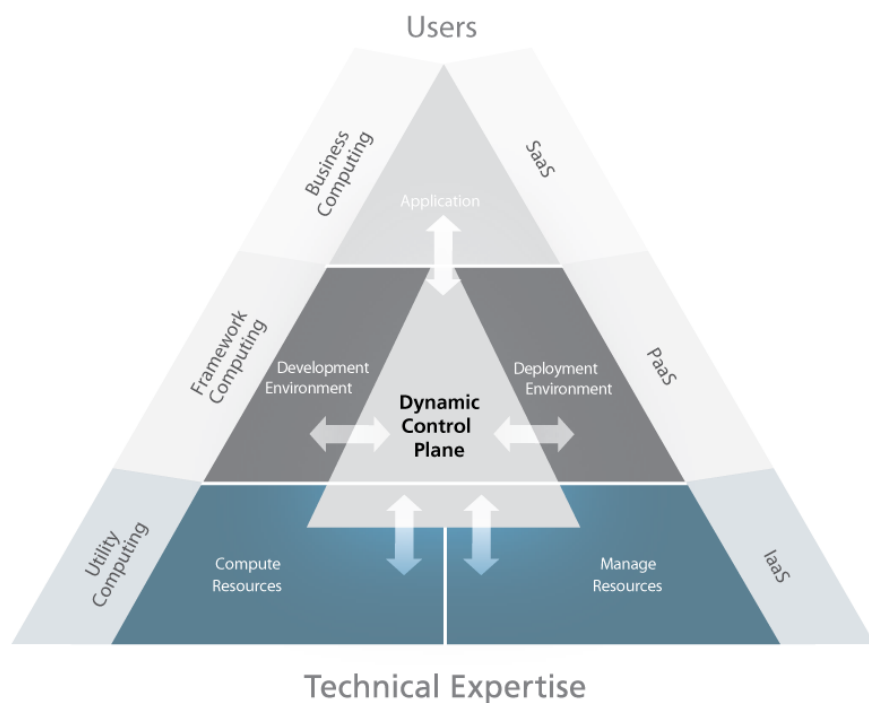 Users
Business
Computing
SaaS
Application
Framework
Computing
PaaS
Development
Environment
Deployment
Environment
Dynamic
Control
Plane
Utility
Computing
IaaS
Compute
Resources
Manage
Resources
Technical Expertise